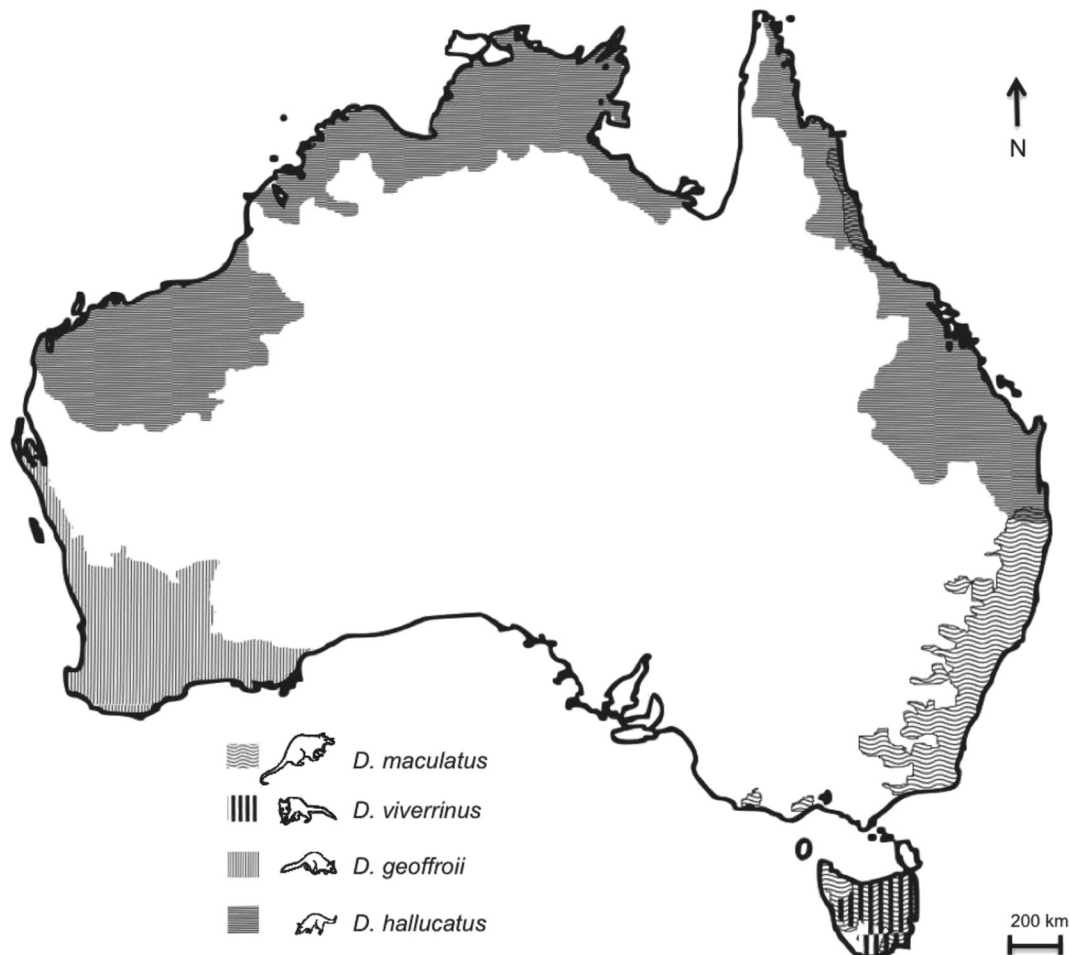 N
D. maculatus
D. viverrinus
D. geoffroii
D. hallucatus
200 km